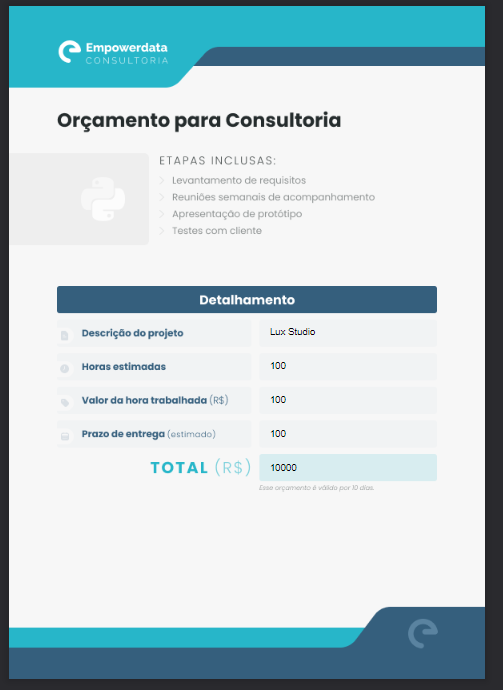 Empowerdata
CONSULTORIA
Orçamento para Consultoria
ETAPAS INCLUSAS:
Levantamento de requisitos
Reuniões semanais de acompanhamento
Apresentação de protótipo
Testes com cliente
Detalhamento
Descrição do projeto Lux Studio
Horas estimadas 100
Valor da hora trabalhada (R$) 100
Prazo de entrega (estimado) 100
TOTAL (R$) 10000
Esse orçamento é válido por 10 dias.